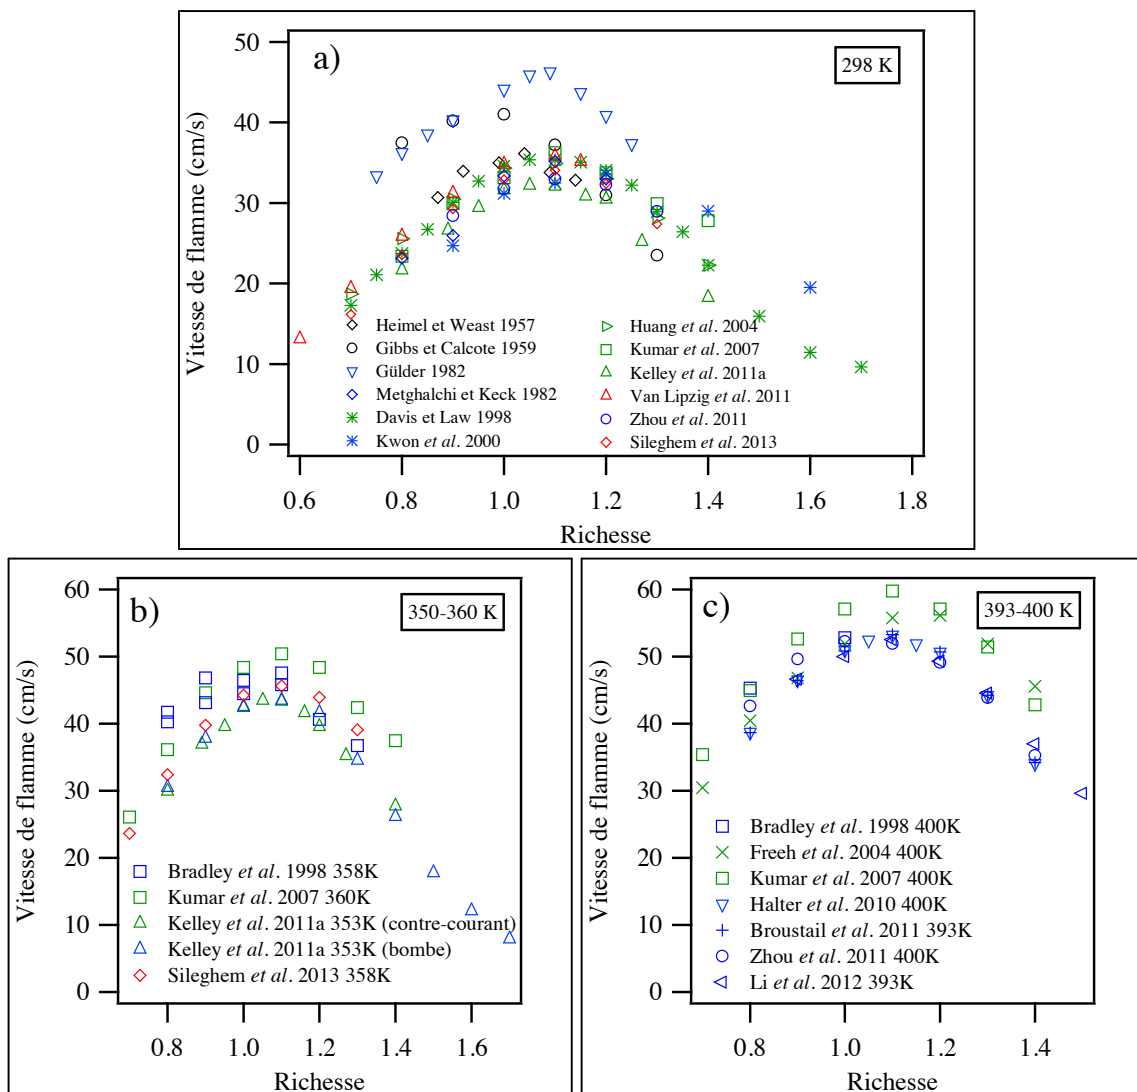 a)
298 K
Vitesse de flamme (cm/s)
50
40
30
20
10
0
Heimel et Weast 1957
Gibbs et Calcote 1959
Gülder 1982
Metghalchi et Keck 1982
Davis et Law 1998
Kwon et al. 2000
Huang et al. 2004
Kumar et al. 2007
Kelley et al. 2011a
Van Lipzig et al. 2011
Zhou et al. 2011
Sileghem et al. 2013
0.6 0.8 1.0 1.2 1.4 1.6 1.8
Richesse
b)
350-360 K
Vitesse de flamme (cm/s)
60
50
40
30
20
10
0
Bradley et al. 1998 358K
Kumar et al. 2007 360K
Kelley et al. 2011a 353K (contre-courant)
Kelley et al. 2011a 353K (bombe)
Sileghem et al. 2013 358K
0.8 1.0 1.2 1.4 1.6
Richesse
c)
393-400 K
Vitesse de flamme (cm/s)
60
50
40
30
20
10
0
Bradley et al. 1998 400K
Freeh et al. 2004 400K
Kumar et al. 2007 400K
Halter et al. 2010 400K
Broustail et al. 2011 393K
Zhou et al. 2011 400K
Li et al. 2012 393K
0.8 1.0 1.2 1.4
Richesse